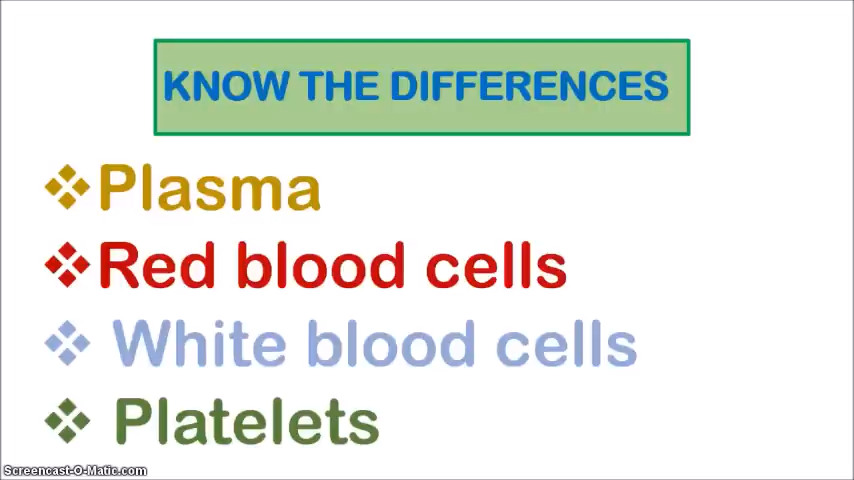 KNOW THE DIFFERENCES
❖Plasma
❖Red blood cells
❖ White blood cells
❖ Platelets
Screencast-O-Matic.com